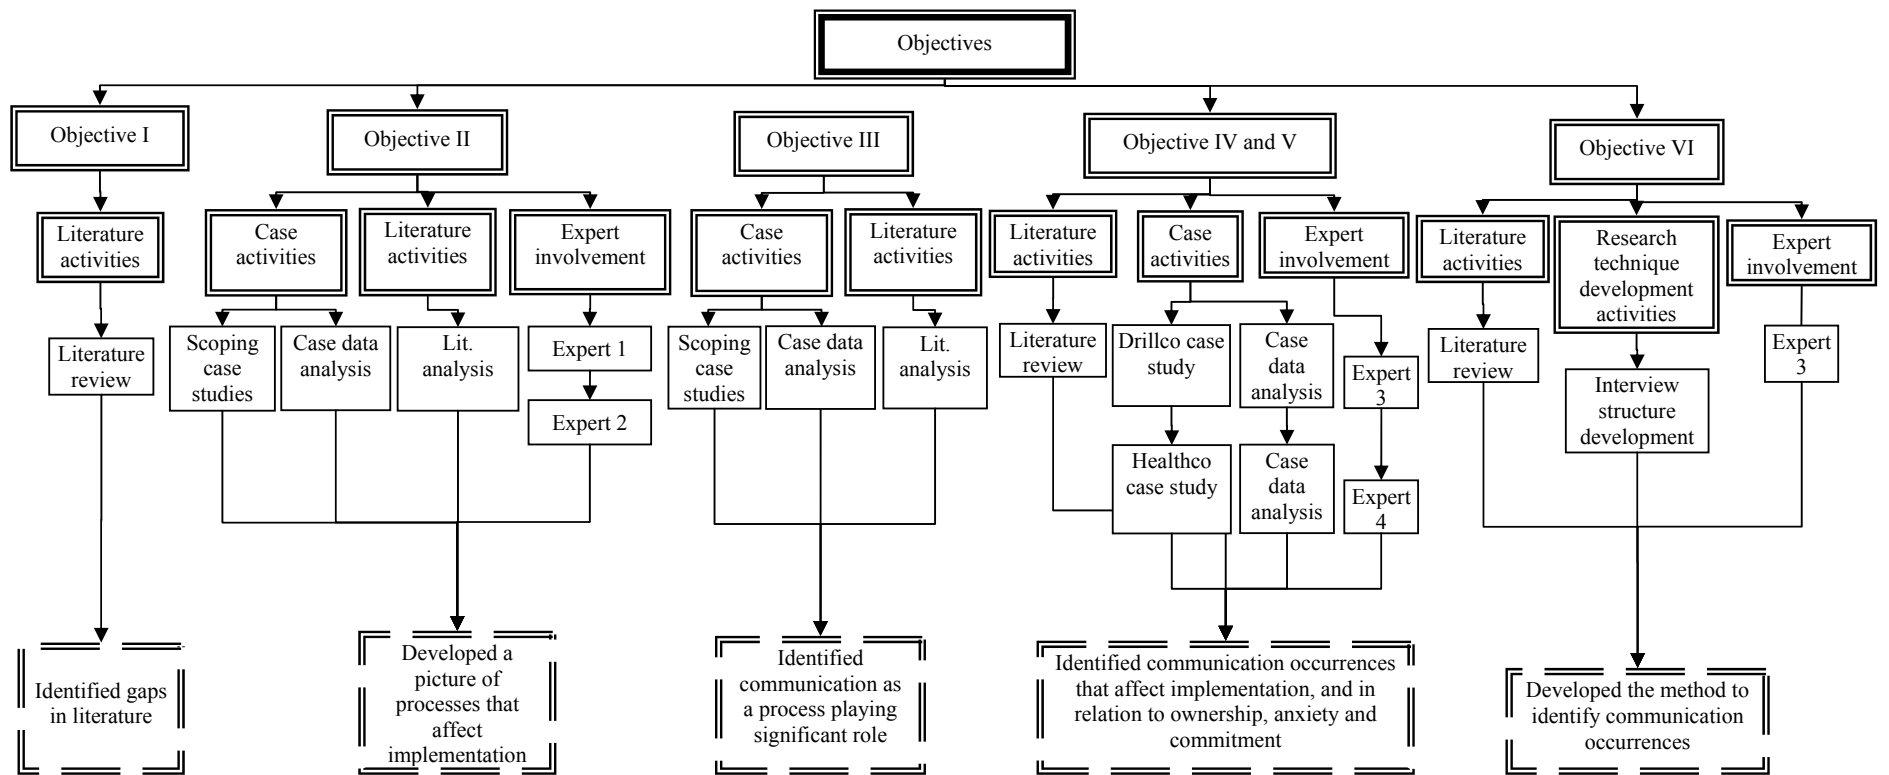 Objectives
Objective I
Objective II
Objective III
Objective IV and V
Objective VI
Literature
activities
Case
activities
Literature
activities
Expert
involvement
Case
activities
Literature
activities
Literature
activities
Case
activities
Expert
involvement
Literature
activities
Research
technique
development
activities
Expert
involvement
Literature
review
Scoping
case
studies
Case data
analysis
Lit.
analysis
Expert 1
Expert 2
Scoping
case
studies
Case data
analysis
Lit.
analysis
Literature
review
Drillco case
study
Case
data
analysis
Expert
3
Healthco
case study
Case
data
analysis
Expert
4
Literature
review
Interview
structure
development
Expert
3
Identified gaps
in literature
Developed a
picture of
processes that
affect
implementation
Identified
communication as
a process playing
significant role
Identified communication occurrences
that affect implementation, and in
relation to ownership, anxiety and
commitment
Developed the method to
identify communication
occurrences